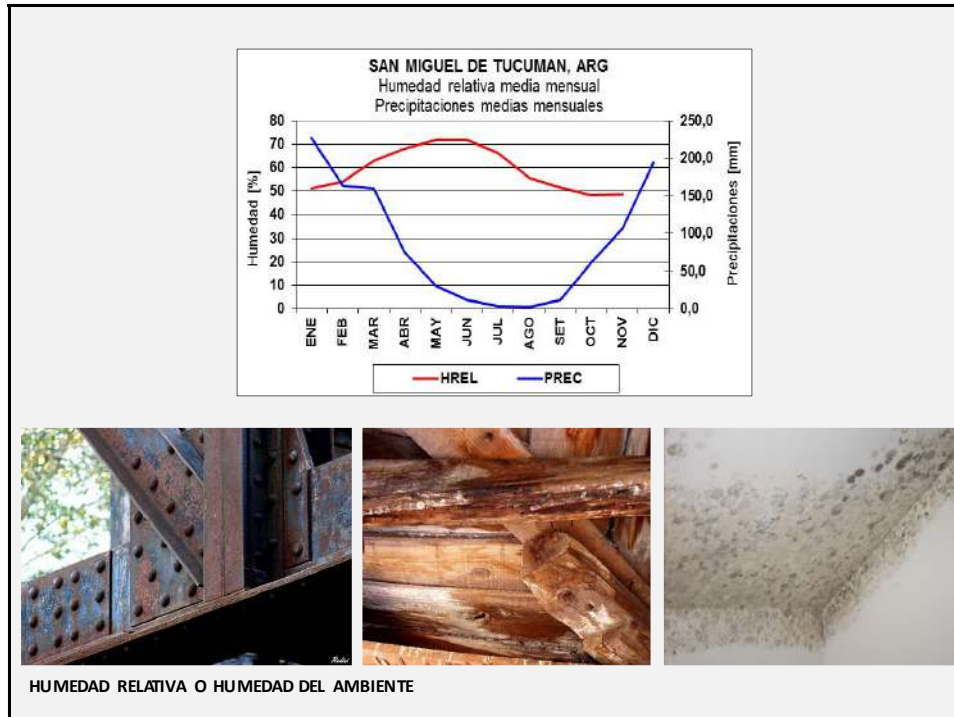 SAN MIGUEL DE TUCUMAN, ARG
Humedad relativa media mensual
Precipitaciones medias mensuales
80
70
60
50
40
30
20
10
0
Humedad [%]
250,0
200,0
150,0
100,0
50,0
0,0
Precipitaciones [mm]
ENE FEB MAR ABR MAY JUN JUL AGO SET OCT NOV DIC
HREL PREC
HUMEDAD RELATIVA O HUMEDAD DEL AMBIENTE